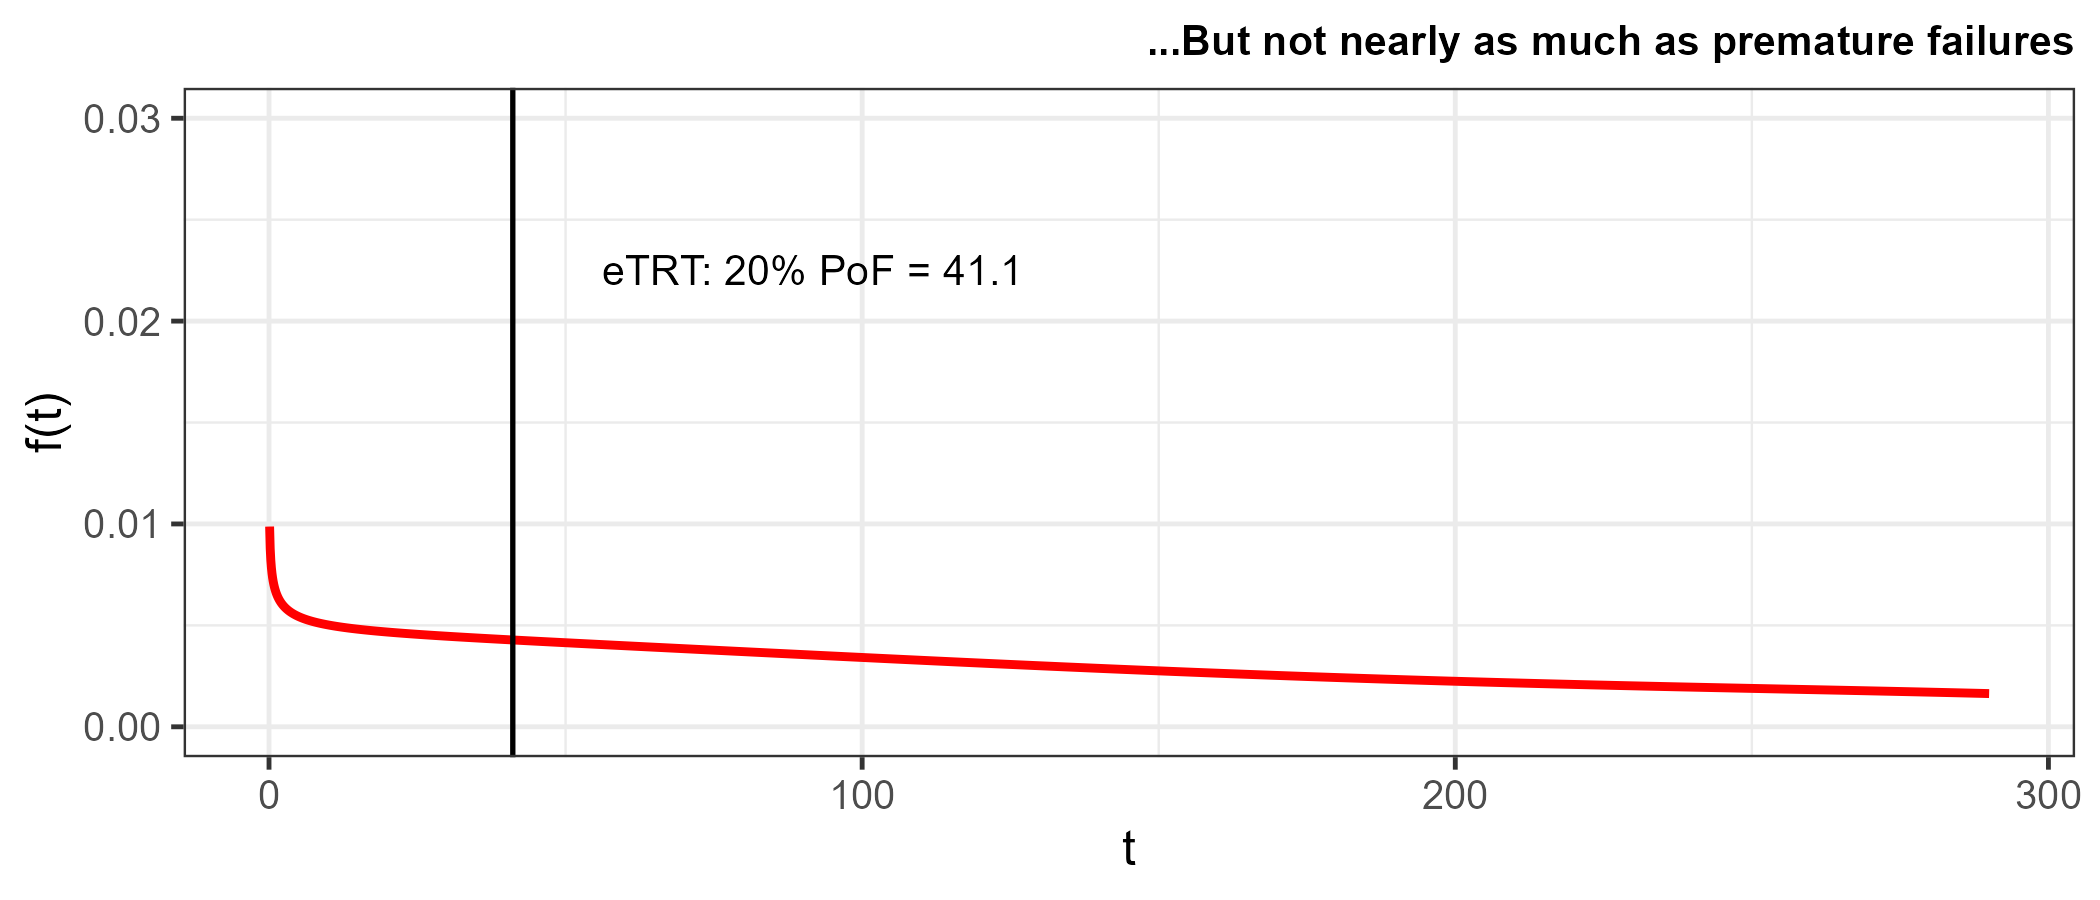 ...But not nearly as much as premature failures
0.03
0.02
0.01
0.00
f(t)
eTRT: 20% PoF = 41.1
0 100 200 300
t